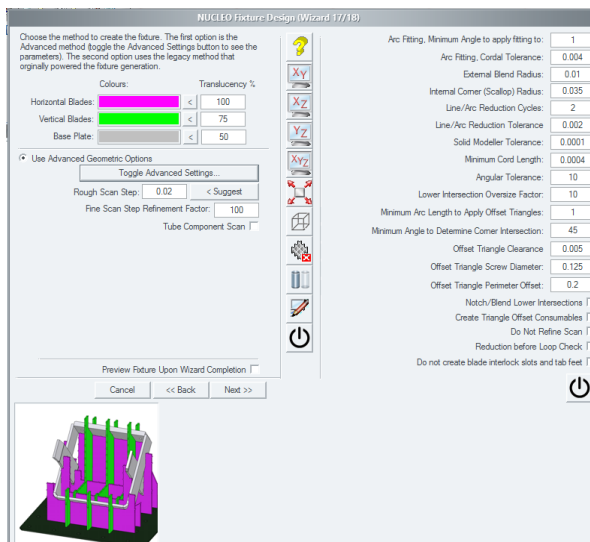 NUCLEO Fixture Design (Wizard 17/18)
Choose the method to create the fixture. The first option is the
Advanced method (toggle the Advanced Settings button to see the
parameters). The second option uses the legacy method that
orginally powered the fixture generation.
Colours: Translucency %
Horizontal Blades: < 100
Vertical Blades: < 75
Base Plate: < 50
Use Advanced Geometric Options
Toggle Advanced Settings...
Rough Scan Step: 0.02 < Suggest
Fine Scan Step Refinement Factor: 100
Tube Component Scan
Preview Fixture Upon Wizard Completion
Cancel << Back Next >>
?
XY
XZ
YZ
XYZ
Arc Fitting, Minimum Angle to apply fitting to: 1
Arc Fitting, Cordal Tolerance: 0.004
External Blend Radius: 0.01
Internal Corner (Scallop) Radius: 0.035
Line/Arc Reduction Cycles: 2
Line/Arc Reduction Tolerance 0.002
Solid Modeller Tolerance: 0.0001
Minimum Cord Length: 0.0004
Angular Tolerance: 10
Lower Intersection Oversize Factor: 10
Minimum Arc Length to Apply Offset Triangles: 1
Minimum Angle to Determine Corner Intersection: 45
Offset Triangle Clearance 0.005
Offset Triangle Screw Diameter: 0.125
Offset Triangle Perimeter Offset: 0.2
Notch/Blend Lower Intersections
Create Triangle Offset Consumables
Do Not Refine Scan
Reduction before Loop Check
Do not create blade interlock slots and tab feet